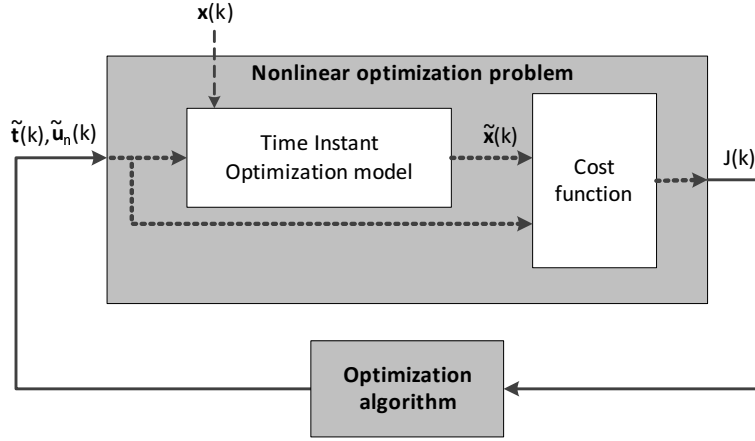 x(k)
Nonlinear optimization problem
t̃(k),ũₙ(k)
Time Instant
Optimization model
x̃(k)
Cost
function
J(k)
Optimization
algorithm